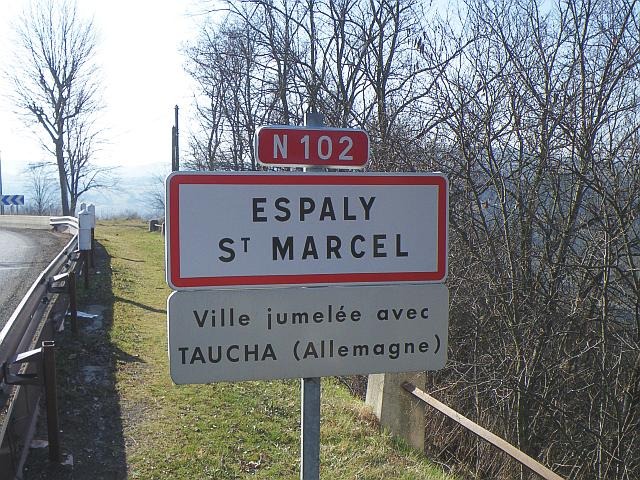 N 102
ESPALY
ST MARCEL
Ville jumelée avec
TAUCHA (Allemagne)